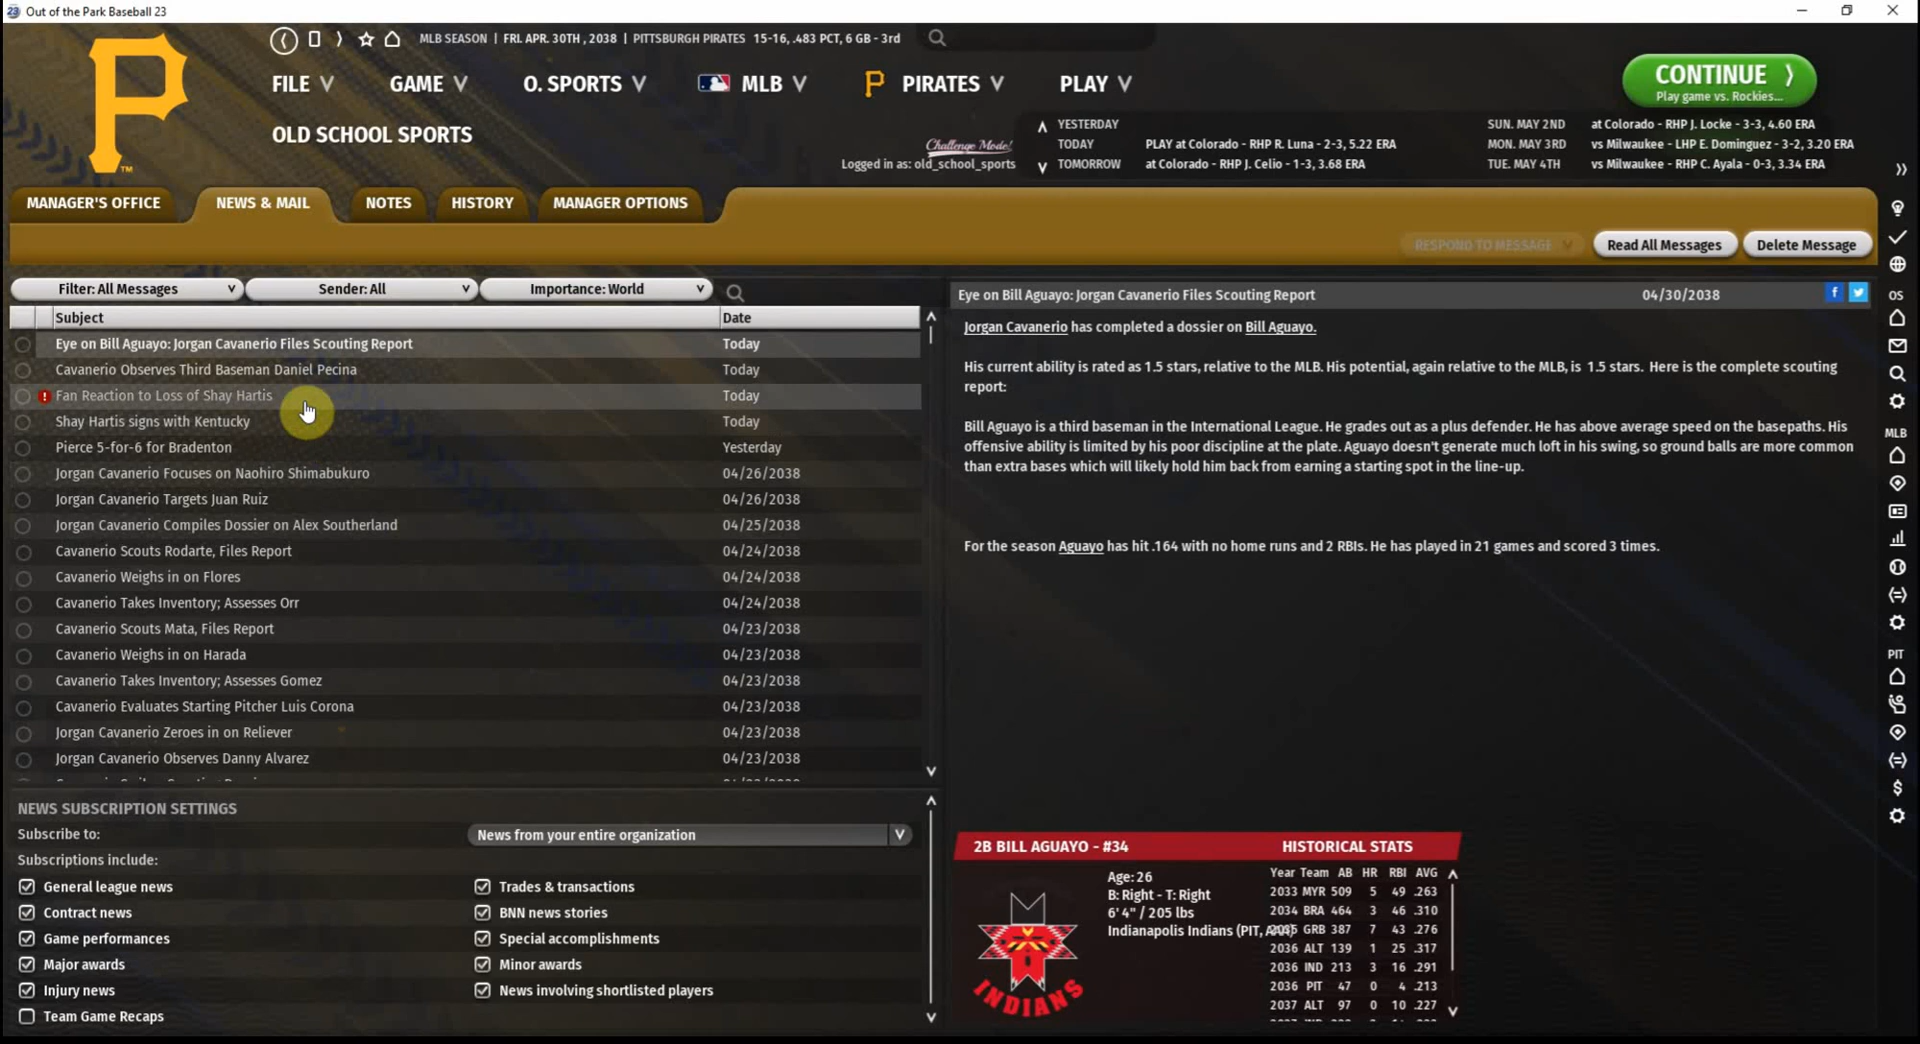 23 Out of the Park Baseball 23
MLB SEASON | FRI. APR. 30TH , 2038 | PITTSBURGH PIRATES 15-16, .483 PCT, 6 GB - 3rd
FILE GAME O. SPORTS MLB P PIRATES PLAY
CONTINUE
Play game vs. Rockies...
P
TM
OLD SCHOOL SPORTS
Challenge Mode!
Logged in as: old_school_sports
YESTERDAY
TODAY PLAY at Colorado - RHP R. Luna - 2-3, 5.22 ERA
TOMORROW at Colorado - RHP J. Celio - 1-3, 3.68 ERA
SUN. MAY 2ND at Colorado - RHP J. Locke - 3-3, 4.60 ERA
MON. MAY 3RD vs Milwaukee - LHP E. Dominguez - 3-2, 3.20 ERA
TUE. MAY 4TH vs Milwaukee - RHP C. Ayala - 0-3, 3.34 ERA
MANAGER'S OFFICE NEWS & MAIL NOTES HISTORY MANAGER OPTIONS
RESPOND TO MESSAGE Read All Messages Delete Message
Filter: All Messages Sender: All Importance: World
Subject Date
Eye on Bill Aguayo: Jorgan Cavanerio Files Scouting Report Today
Cavanerio Observes Third Baseman Daniel Pecina Today
Fan Reaction to Loss of Shay Hartis Today
Shay Hartis signs with Kentucky Today
Pierce 5-for-6 for Bradenton Yesterday
Jorgan Cavanerio Focuses on Naohiro Shimabukuro 04/26/2038
Jorgan Cavanerio Targets Juan Ruiz 04/26/2038
Jorgan Cavanerio Compiles Dossier on Alex Southerland 04/25/2038
Cavanerio Scouts Rodarte, Files Report 04/24/2038
Cavanerio Weighs in on Flores 04/24/2038
Cavanerio Takes Inventory; Assesses Orr 04/24/2038
Cavanerio Scouts Mata, Files Report 04/23/2038
Cavanerio Weighs in on Harada 04/23/2038
Cavanerio Takes Inventory; Assesses Gomez 04/23/2038
Cavanerio Evaluates Starting Pitcher Luis Corona 04/23/2038
Jorgan Cavanerio Zeroes in on Reliever 04/23/2038
Jorgan Cavanerio Observes Danny Alvarez 04/23/2038
NEWS SUBSCRIPTION SETTINGS
Subscribe to: News from your entire organization
Subscriptions include:
General league news Trades & transactions
Contract news BNN news stories
Game performances Special accomplishments
Major awards Minor awards
Injury news News involving shortlisted players
Team Game Recaps
Eye on Bill Aguayo: Jorgan Cavanerio Files Scouting Report 04/30/2038
Jorgan Cavanerio has completed a dossier on Bill Aguayo.
His current ability is rated as 1.5 stars, relative to the MLB. His potential, again relative to the MLB, is 1.5 stars. Here is the complete scouting
report:
Bill Aguayo is a third baseman in the International League. He grades out as a plus defender. He has above average speed on the basepaths. His
offensive ability is limited by his poor discipline at the plate. Aguayo doesn't generate much loft in his swing, so ground balls are more common
than extra bases which will likely hold him back from earning a starting spot in the line-up.
For the season Aguayo has hit .164 with no home runs and 2 RBIs. He has played in 21 games and scored 3 times.
2B BILL AGUAYO - #34 HISTORICAL STATS
Age: 26
B: Right - T: Right
6' 4" / 205 lbs
Indianapolis Indians (PIT,
INDIANS
Year Team AB HR RBI AVG
2033 MYR 509 5 49 .263
2034 BRA 464 3 46 .310
GRB 387 7 43 .276
2036 ALT 139 1 25 .317
2036 IND 213 3 16 .291
2036 PIT 47 0 4 .213
2037 ALT 97 0 10 .227
OS
MLB
PIT